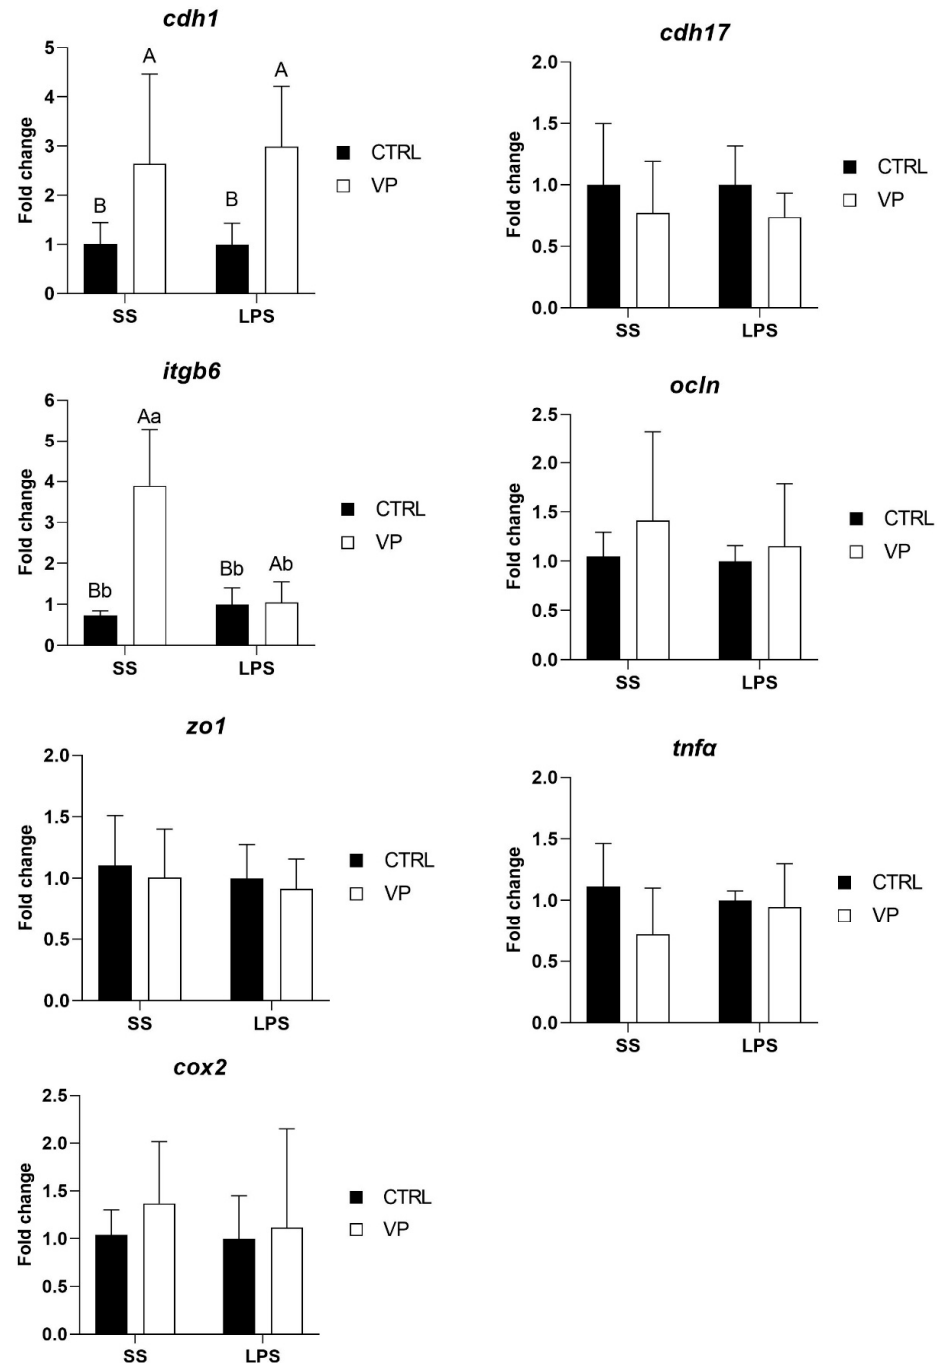 cdh1
5
4
3
2
1
0
Fold change
B
A
B
A
SS
LPS
CTRL
VP
cdh17
2.0
1.5
1.0
0.5
0.0
Fold change
SS
LPS
CTRL
VP
itgb6
6
5
4
3
2
1
0
Fold change
Bb
Aa
Bb
Ab
SS
LPS
CTRL
VP
ocln
2.5
2.0
1.5
1.0
0.5
0.0
Fold change
SS
LPS
CTRL
VP
zo1
2.0
1.5
1.0
0.5
0.0
Fold change
SS
LPS
CTRL
VP
tnfα
2.0
1.5
1.0
0.5
0.0
Fold change
SS
LPS
CTRL
VP
cox2
2.5
2.0
1.5
1.0
0.5
0.0
Fold change
SS
LPS
CTRL
VP